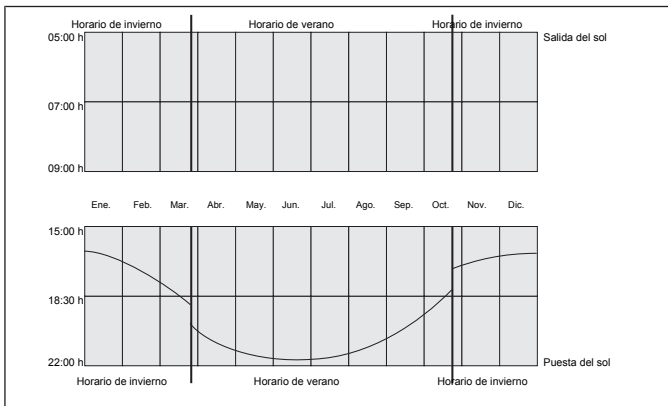 Horario de invierno Horario de verano Horario de invierno
05:00 h Salida del sol
07:00 h
09:00 h
Ene. Feb. Mar. Abr. May. Jun. Jul. Ago. Sep. Oct. Nov. Dic.
15:00 h
18:30 h
22:00 h Puesta del sol
Horario de invierno Horario de verano Horario de invierno